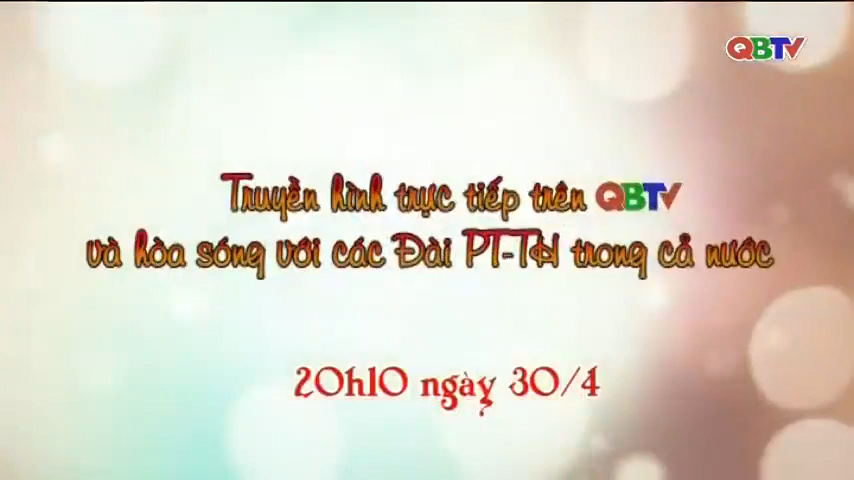 QBTV
Truyền hình trực tiếp trên QBTV
và hòa sóng với các Đài PT-TH trong cả nước
20h10 ngày 30/4